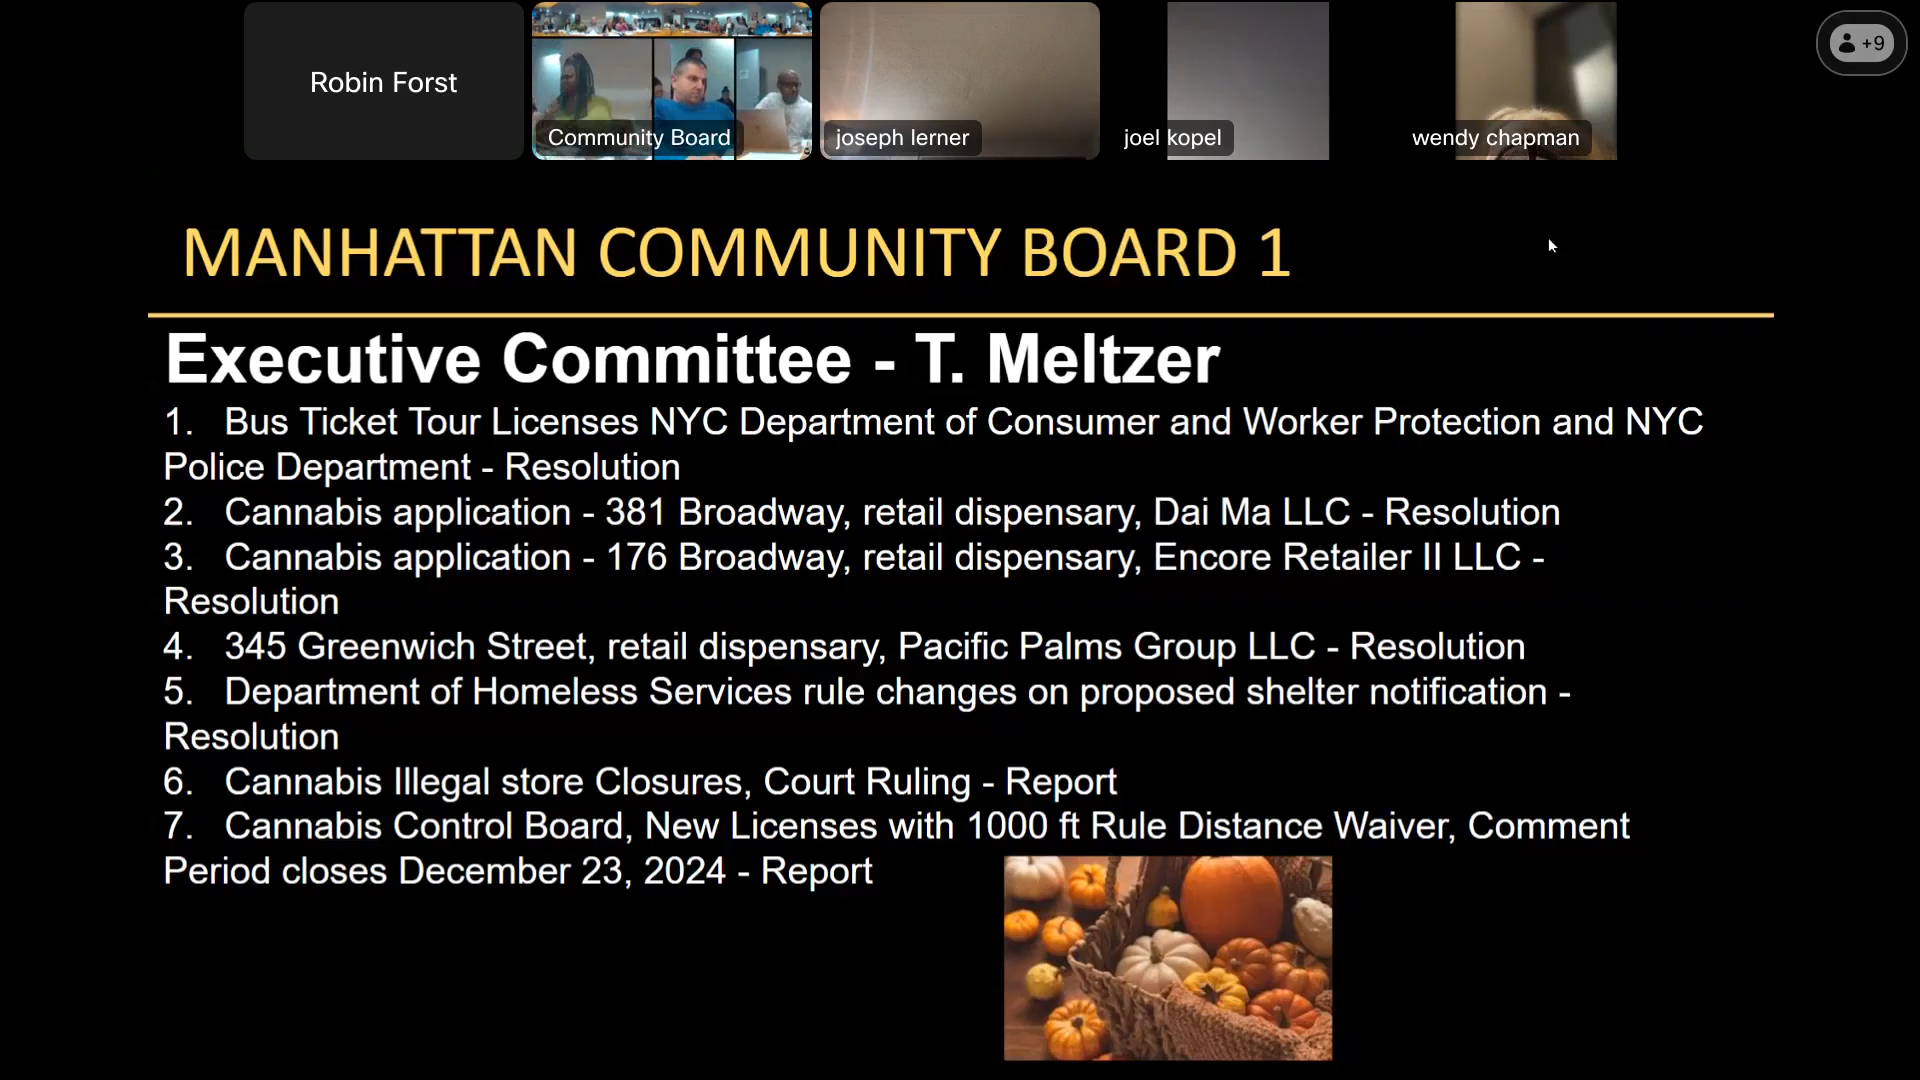 Robin Forst
Community Board
joseph lerner
joel kopel
wendy chapman
+9
MANHATTAN COMMUNITY BOARD 1
Executive Committee - T. Meltzer
1. Bus Ticket Tour Licenses NYC Department of Consumer and Worker Protection and NYC
Police Department - Resolution
2. Cannabis application - 381 Broadway, retail dispensary, Dai Ma LLC - Resolution
3. Cannabis application - 176 Broadway, retail dispensary, Encore Retailer II LLC -
Resolution
4. 345 Greenwich Street, retail dispensary, Pacific Palms Group LLC - Resolution
5. Department of Homeless Services rule changes on proposed shelter notification -
Resolution
6. Cannabis Illegal store Closures, Court Ruling - Report
7. Cannabis Control Board, New Licenses with 1000 ft Rule Distance Waiver, Comment
Period closes December 23, 2024 - Report